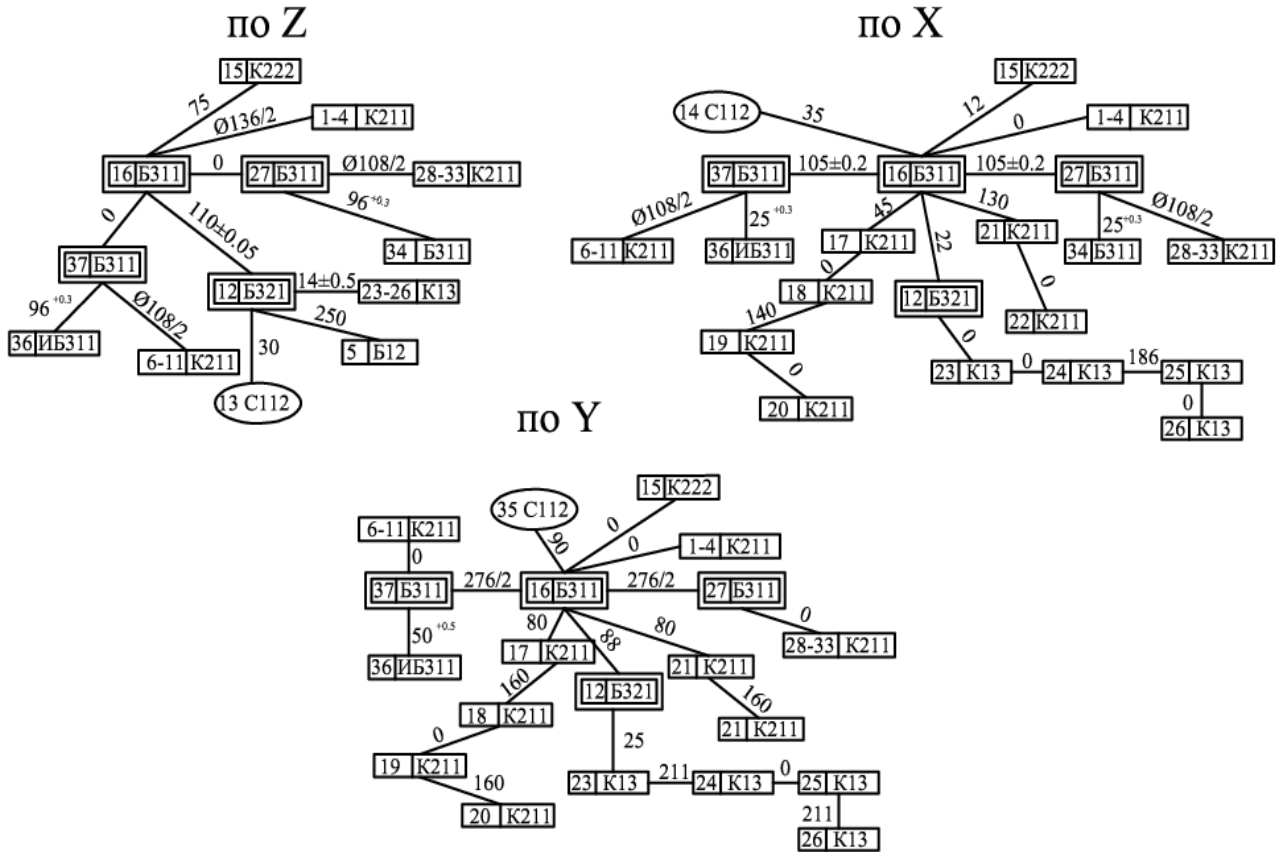 по Z
15 К222
75
Ø136/2
1-4 К211
16 Б311
0
27 Б311
Ø108/2
28-33 К211
96 +0.3
34 Б311
0
110±0.05
37 Б311
12 Б321
14±0.5
23-26 К13
96 +0.3
Ø108/2
250
30
36 ИБ311
6-11 К211
5 Б12
13 С112
по X
15 К222
14 С112
35
12
0
1-4 К211
37 Б311
105±0.2
16 Б311
105±0.2
27 Б311
Ø108/2
25 +0.3
45
22
130
25 +0.3
Ø108/2
6-11 К211
36 ИБ311
17 К211
21 К211
34 Б311
28-33 К211
0
0
18 К211
12 Б321
22 К211
140
0
19 К211
0
23 К13
0
24 К13
186
25 К13
0
20 К211
26 К13
по Y
15 К222
35 С112
6-11 К211
90
0
0
1-4 К211
0
37 Б311
276/2
16 Б311
276/2
27 Б311
0
50 +0.5
80
88
80
28-33 К211
36 ИБ311
17 К211
21 К211
160
12 Б321
160
18 К211
21 К211
0
25
19 К211
160
23 К13
211
24 К13
0
25 К13
20 К211
211
26 К13